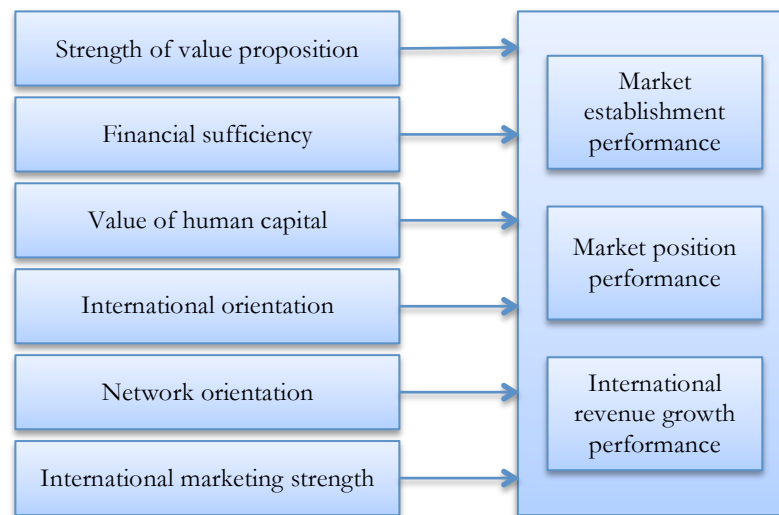 Strength of value proposition
Financial sufficiency
Value of human capital
International orientation
Network orientation
International marketing strength
Market
establishment
performance
Market position
performance
International
revenue growth
performance